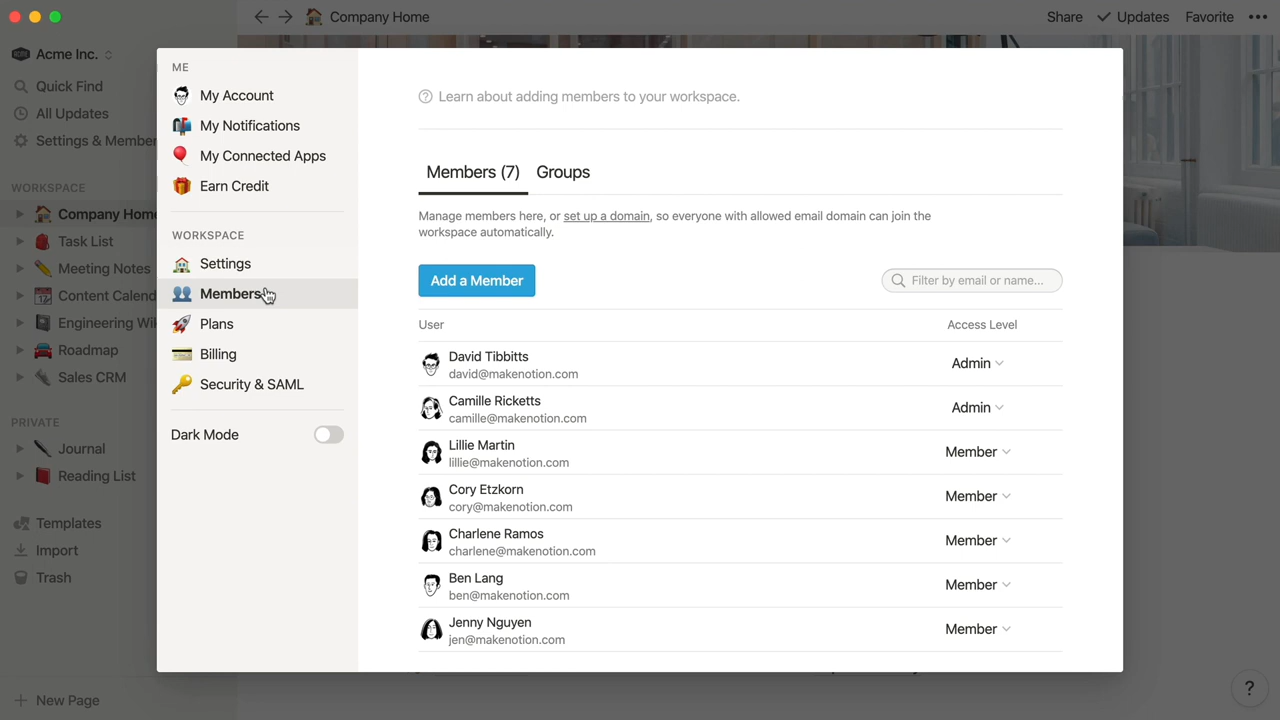 Company Home
Share
Updates
Favorite
Acme Inc.
Quick Find
All Updates
Settings & Member
WORKSPACE
Company Home
Task List
Meeting Notes
Content Calend
Engineering Wi
Roadmap
Sales CRM
PRIVATE
Journal
Reading List
Templates
Import
Trash
New Page
ME
My Account
My Notifications
My Connected Apps
Earn Credit
WORKSPACE
Settings
Members
Plans
Billing
Security & SAML
Dark Mode
Learn about adding members to your workspace.
Members (7) Groups
Manage members here, or set up a domain, so everyone with allowed email domain can join the
workspace automatically.
Add a Member
Filter by email or name...
User Access Level
David Tibbitts
david@makenotion.com
Admin
Camille Ricketts
camille@makenotion.com
Admin
Lillie Martin
lillie@makenotion.com
Member
Cory Etzkorn
cory@makenotion.com
Member
Charlene Ramos
charlene@makenotion.com
Member
Ben Lang
ben@makenotion.com
Member
Jenny Nguyen
jen@makenotion.com
Member
?